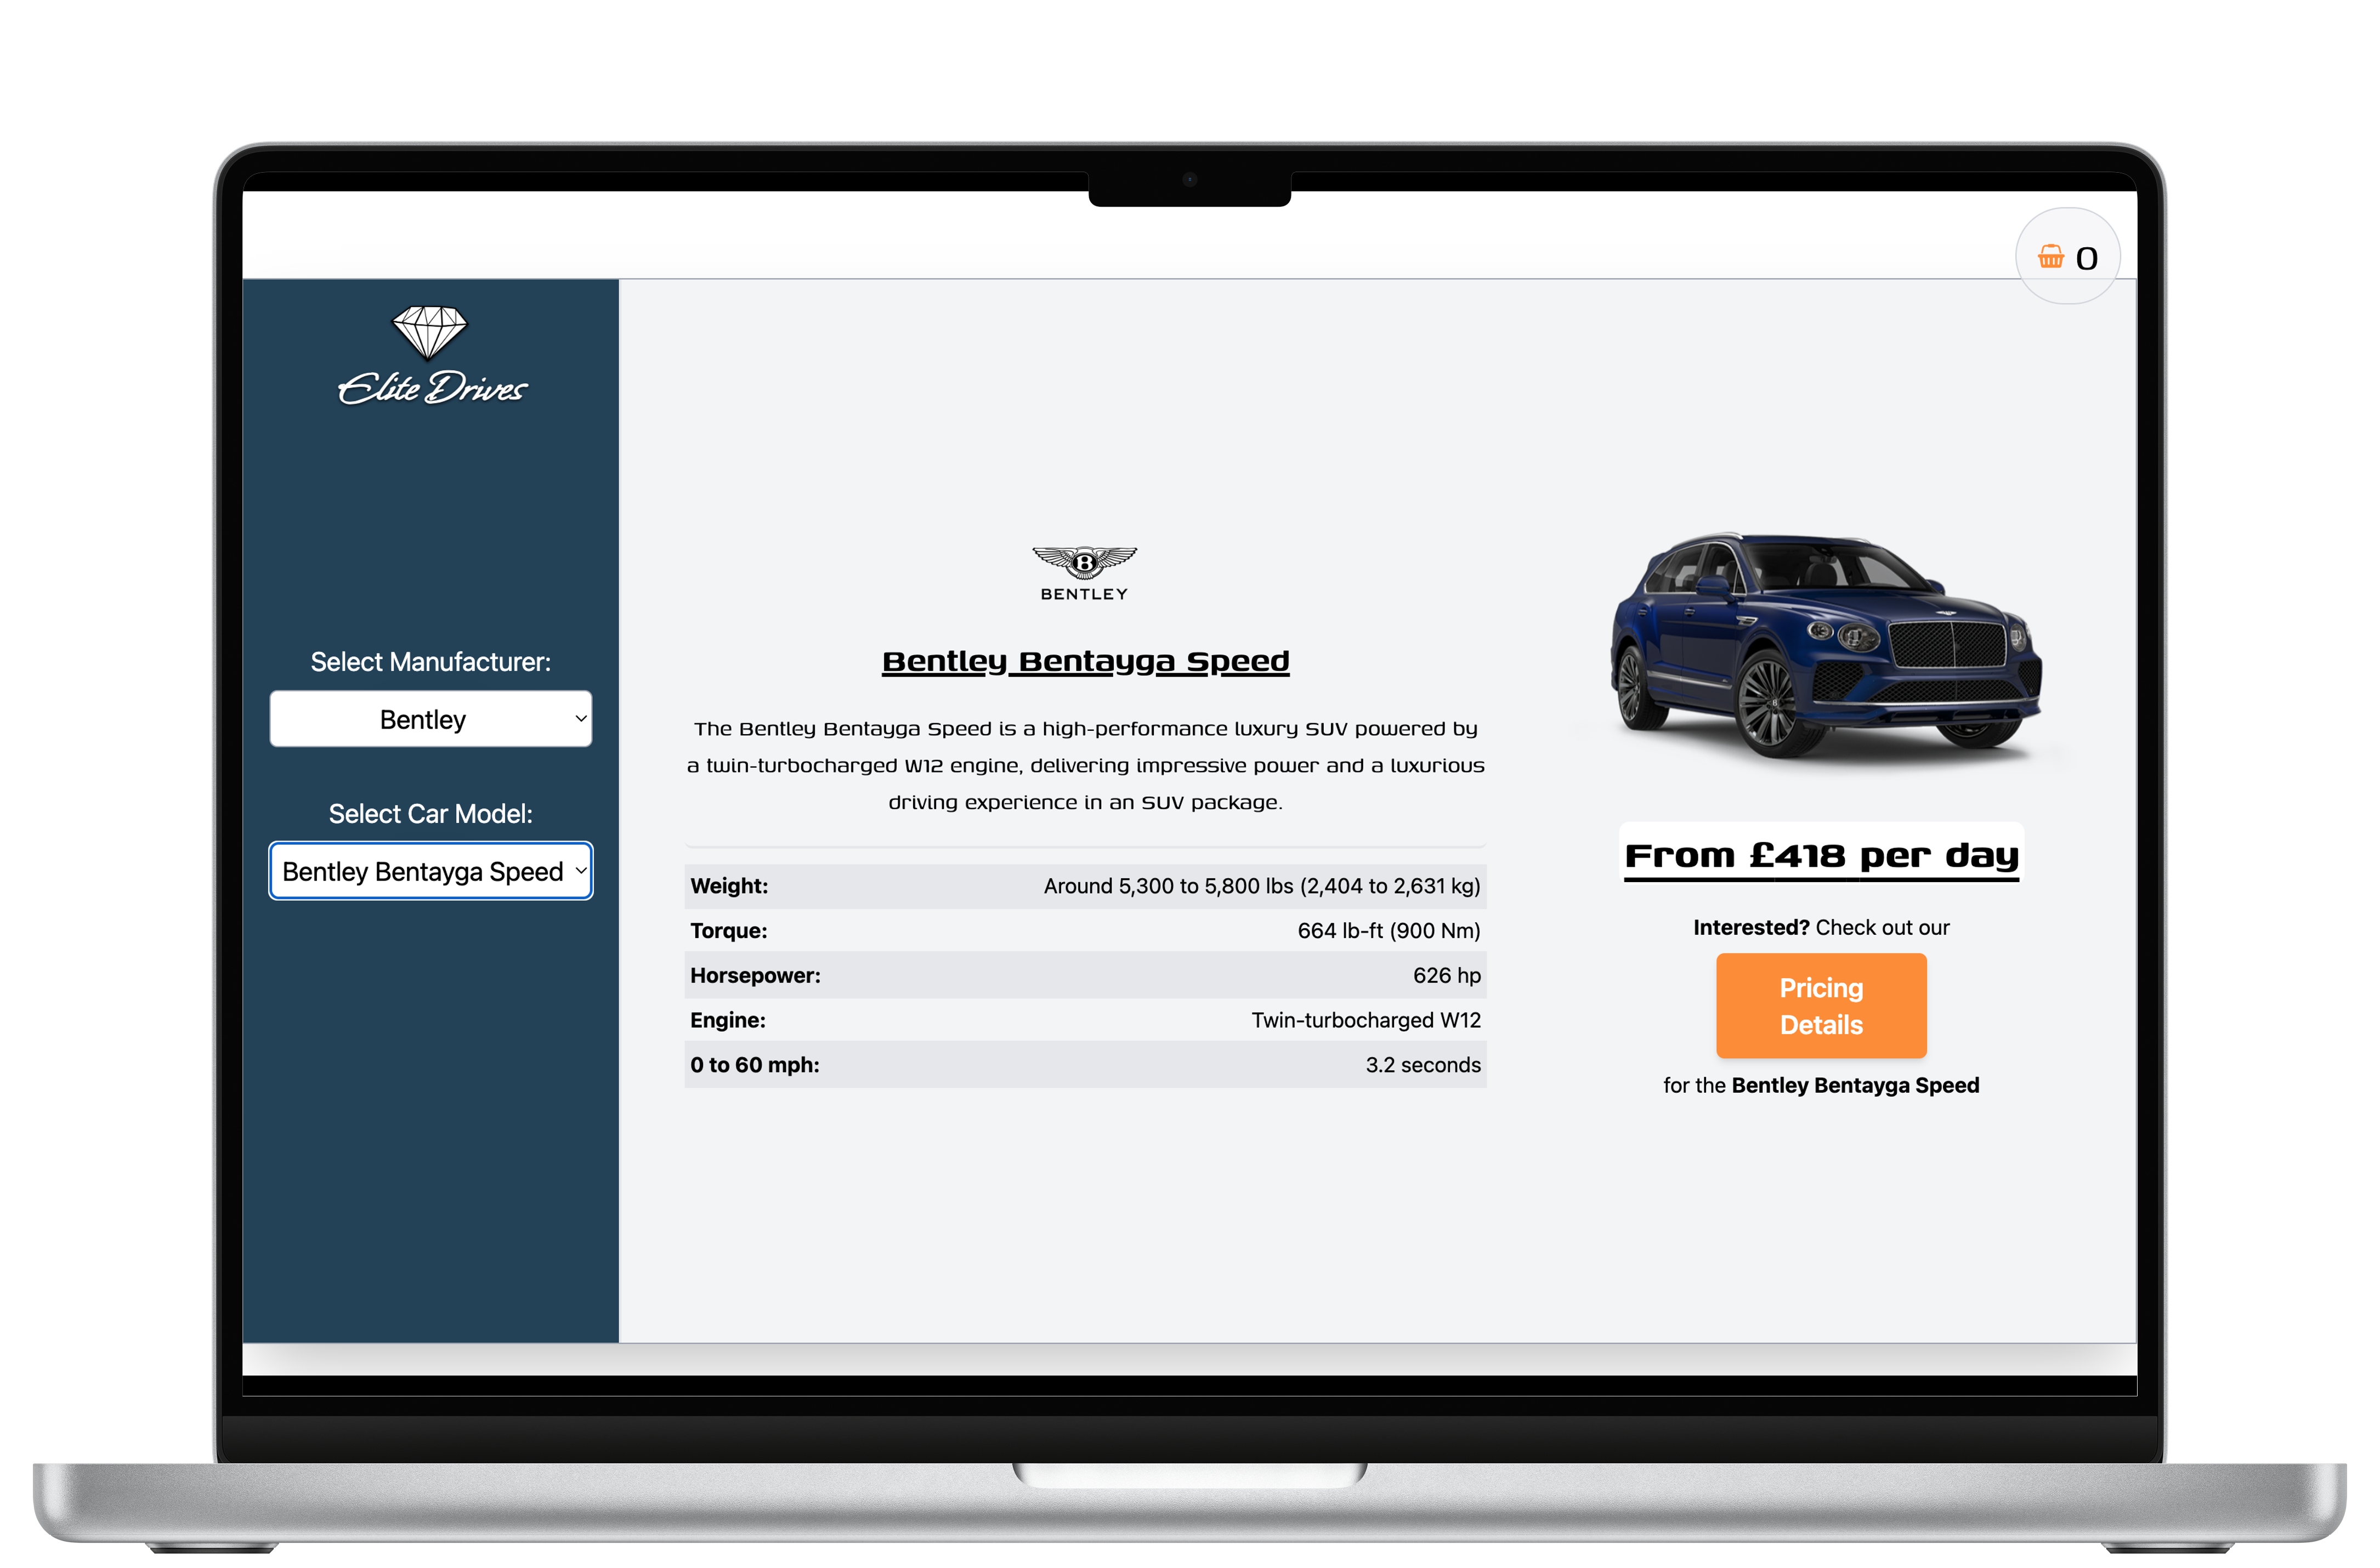 0
Elite Drives
Select Manufacturer:
Bentley
Select Car Model:
Bentley Bentayga Speed
B
BENTLEY
Bentley Bentayga Speed
The Bentley Bentayga Speed is a high-performance luxury SUV powered by
a twin-turbocharged W12 engine, delivering impressive power and a luxurious
driving experience in an SUV package.
Weight: Around 5,300 to 5,800 lbs (2,404 to 2,631 kg)
Torque: 664 lb-ft (900 Nm)
Horsepower: 626 hp
Engine: Twin-turbocharged W12
0 to 60 mph: 3.2 seconds
From £418 per day
Interested? Check out our
Pricing
Details
for the Bentley Bentayga Speed